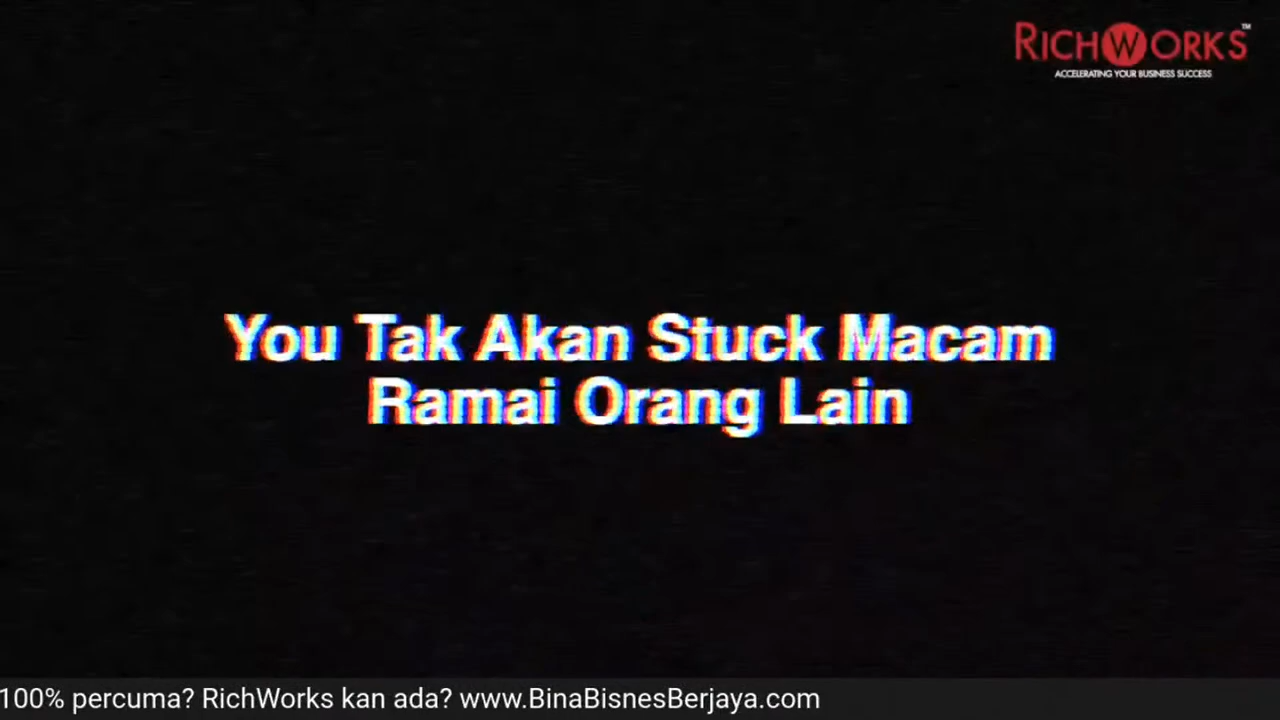 RICHWORKS™
ACCELERATING YOUR BUSINESS SUCCESS
You Tak Akan Stuck Macam
Ramai Orang Lain
100% percuma? RichWorks kan ada? www.BinaBisnesBerjaya.com